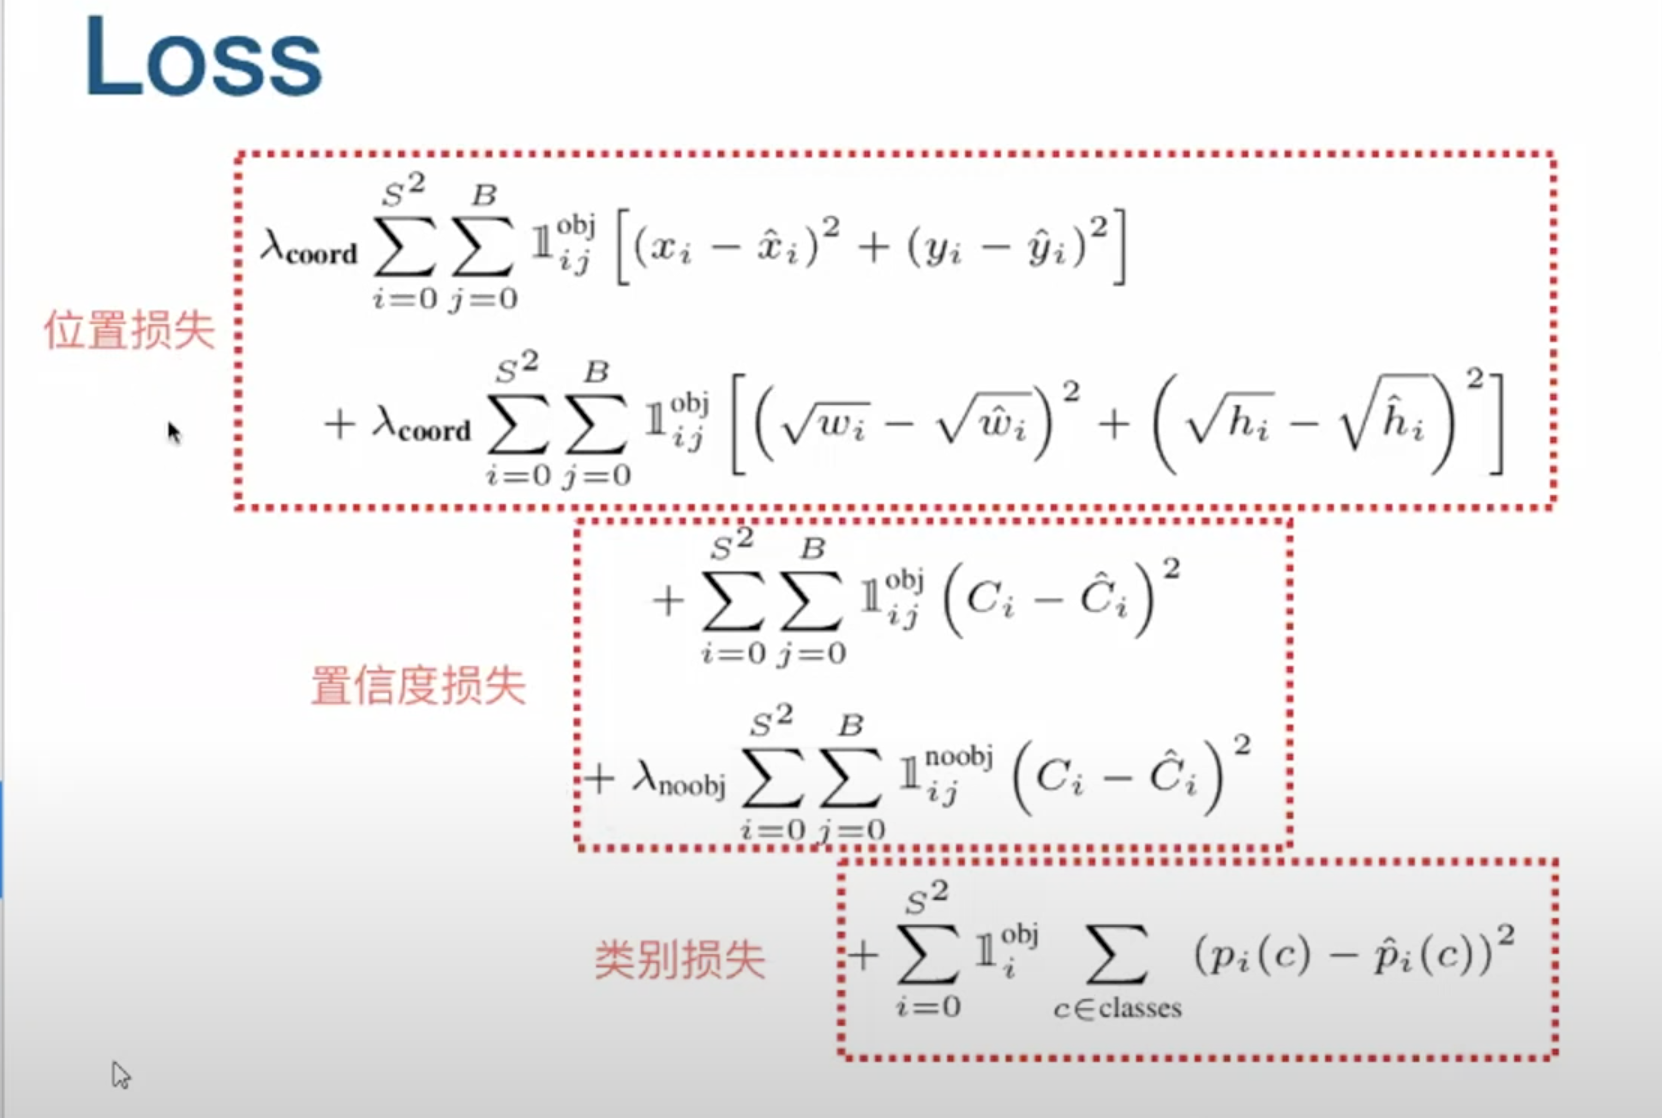 Loss
$\lambda_{\textbf{coord}} \sum_{i=0}^{S^2} \sum_{j=0}^{B} \mathbb{1}_{ij}^{\text{obj}} \left[ (x_i - \hat{x}_i)^2 + (y_i - \hat{y}_i)^2 \right]$
位置损失
$+ \lambda_{\textbf{coord}} \sum_{i=0}^{S^2} \sum_{j=0}^{B} \mathbb{1}_{ij}^{\text{obj}} \left[ \left( \sqrt{w_i} - \sqrt{\hat{w}_i} \right)^2 + \left( \sqrt{h_i} - \sqrt{\hat{h}_i} \right)^2 \right]$
$+ \sum_{i=0}^{S^2} \sum_{j=0}^{B} \mathbb{1}_{ij}^{\text{obj}} \left( C_i - \hat{C}_i \right)^2$
置信度损失
$+ \lambda_{\text{noobj}} \sum_{i=0}^{S^2} \sum_{j=0}^{B} \mathbb{1}_{ij}^{\text{noobj}} \left( C_i - \hat{C}_i \right)^2$
类别损失
$+ \sum_{i=0}^{S^2} \mathbb{1}_{i}^{\text{obj}} \sum_{c \in \text{classes}} (p_i(c) - \hat{p}_i(c))^2$